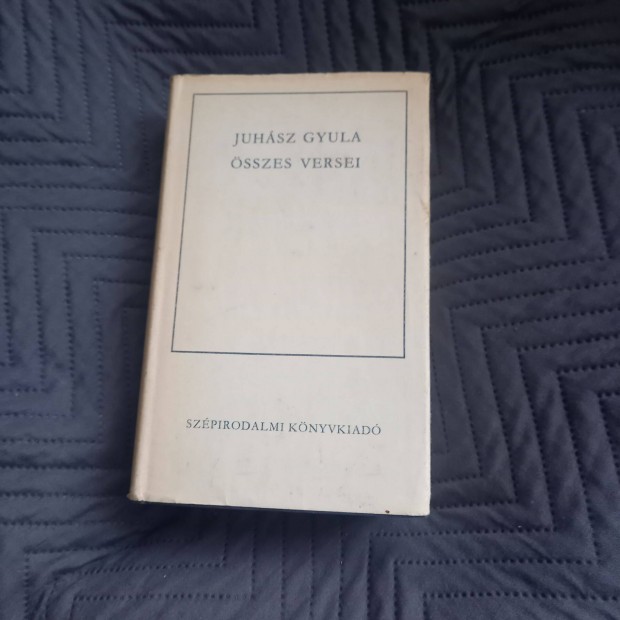 JUHÁSZ GYULA
ÖSSZES VERSEI
SZÉPIRODALMI KÖNYVKIADÓ